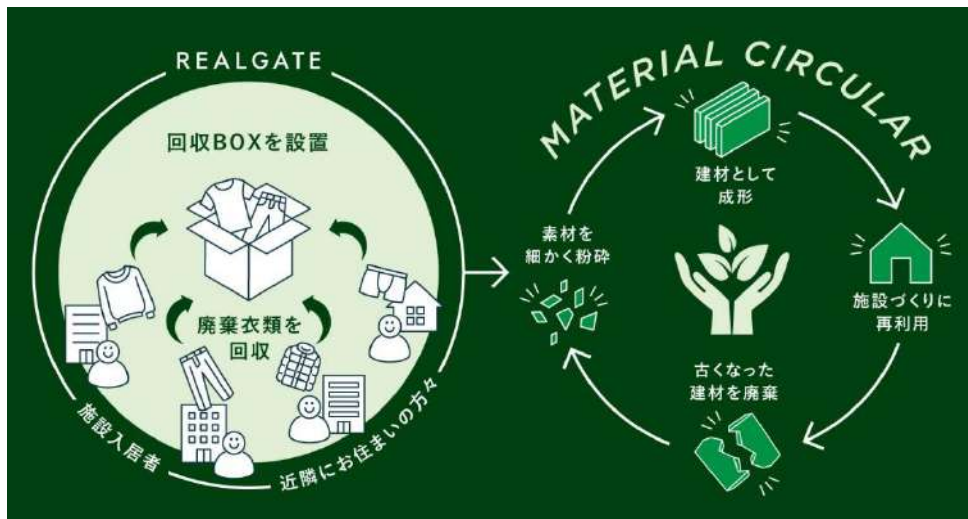 REALGATE
回収BOXを設置
廃棄衣類を
回収
施設入居者
近隣にお住まいの方々
MATERIAL CIRCULAR
建材として
成形
素材を
細かく粉砕
施設づくりに
再利用
古くなった
建材を廃棄